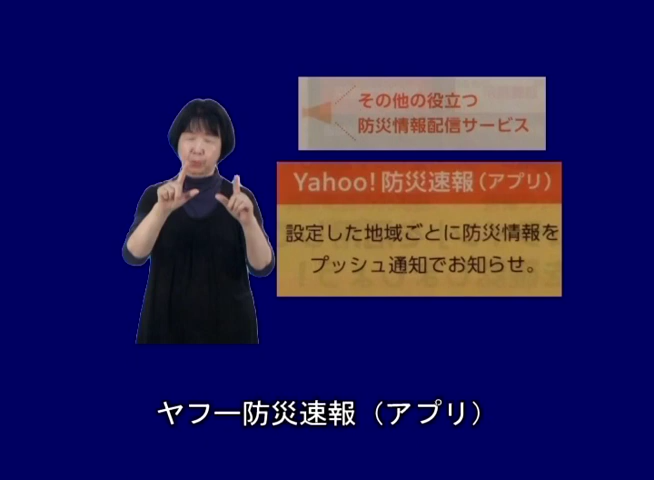 その他の役立つ
防災情報配信サービス
Yahoo!防災速報（アプリ）
設定した地域ごとに防災情報を
プッシュ通知でお知らせ。
ヤフー防災速報（アプリ）